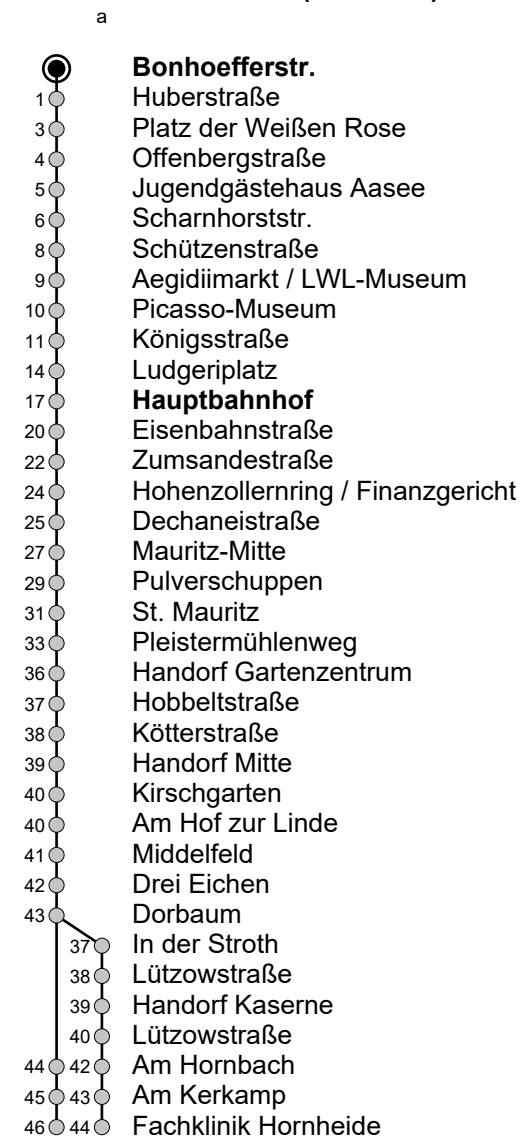 a
Bonhoefferstr.
1 Huberstraße
3 Platz der Weißen Rose
4 Offenbergstraße
5 Jugendgästehaus Aasee
6 Scharnhorststr.
8 Schützenstraße
9 Aegidiimarkt / LWL-Museum
10 Picasso-Museum
11 Königsstraße
14 Ludgeriplatz
17 Hauptbahnhof
20 Eisenbahnstraße
22 Zumsandestraße
24 Hohenzollernring / Finanzgericht
25 Dechaneistraße
27 Mauritz-Mitte
29 Pulverschuppen
31 St. Mauritz
33 Pleistermühlenweg
36 Handorf Gartenzentrum
37 Hobbeltstraße
38 Kötterstraße
39 Handorf Mitte
40 Kirschgarten
40 Am Hof zur Linde
41 Middelfeld
42 Drei Eichen
43 Dorbaum
37 In der Stroth
38 Lützowstraße
39 Handorf Kaserne
40 Lützowstraße
44 42 Am Hornbach
45 43 Am Kerkamp
46 44 Fachklinik Hornheide